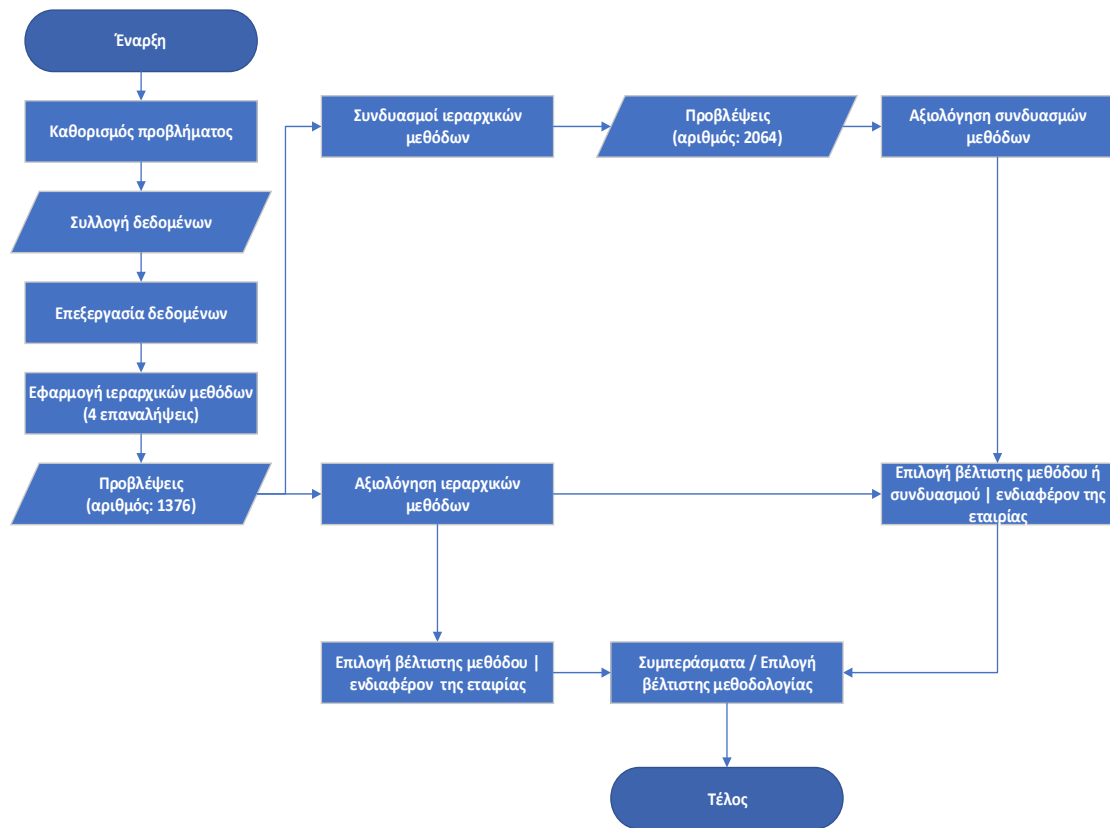 Έναρξη
Καθορισμός προβλήματος
Συλλογή δεδομένων
Επεξεργασία δεδομένων
Εφαρμογή ιεραρχικών μεθόδων
(4 επαναλήψεις)
Προβλέψεις
(αριθμός: 1376)
Συνδυασμοί ιεραρχικών
μεθόδων
Προβλέψεις
(αριθμός: 2064)
Αξιολόγηση συνδυασμών
μεθόδων
Αξιολόγηση ιεραρχικών
μεθόδων
Επιλογή βέλτιστης μεθόδου ή
συνδυασμού | ενδιαφέρον της
εταιρίας
Επιλογή βέλτιστης μεθόδου |
ενδιαφέρον της εταιρίας
Συμπεράσματα / Επιλογή
βέλτιστης μεθοδολογίας
Τέλος